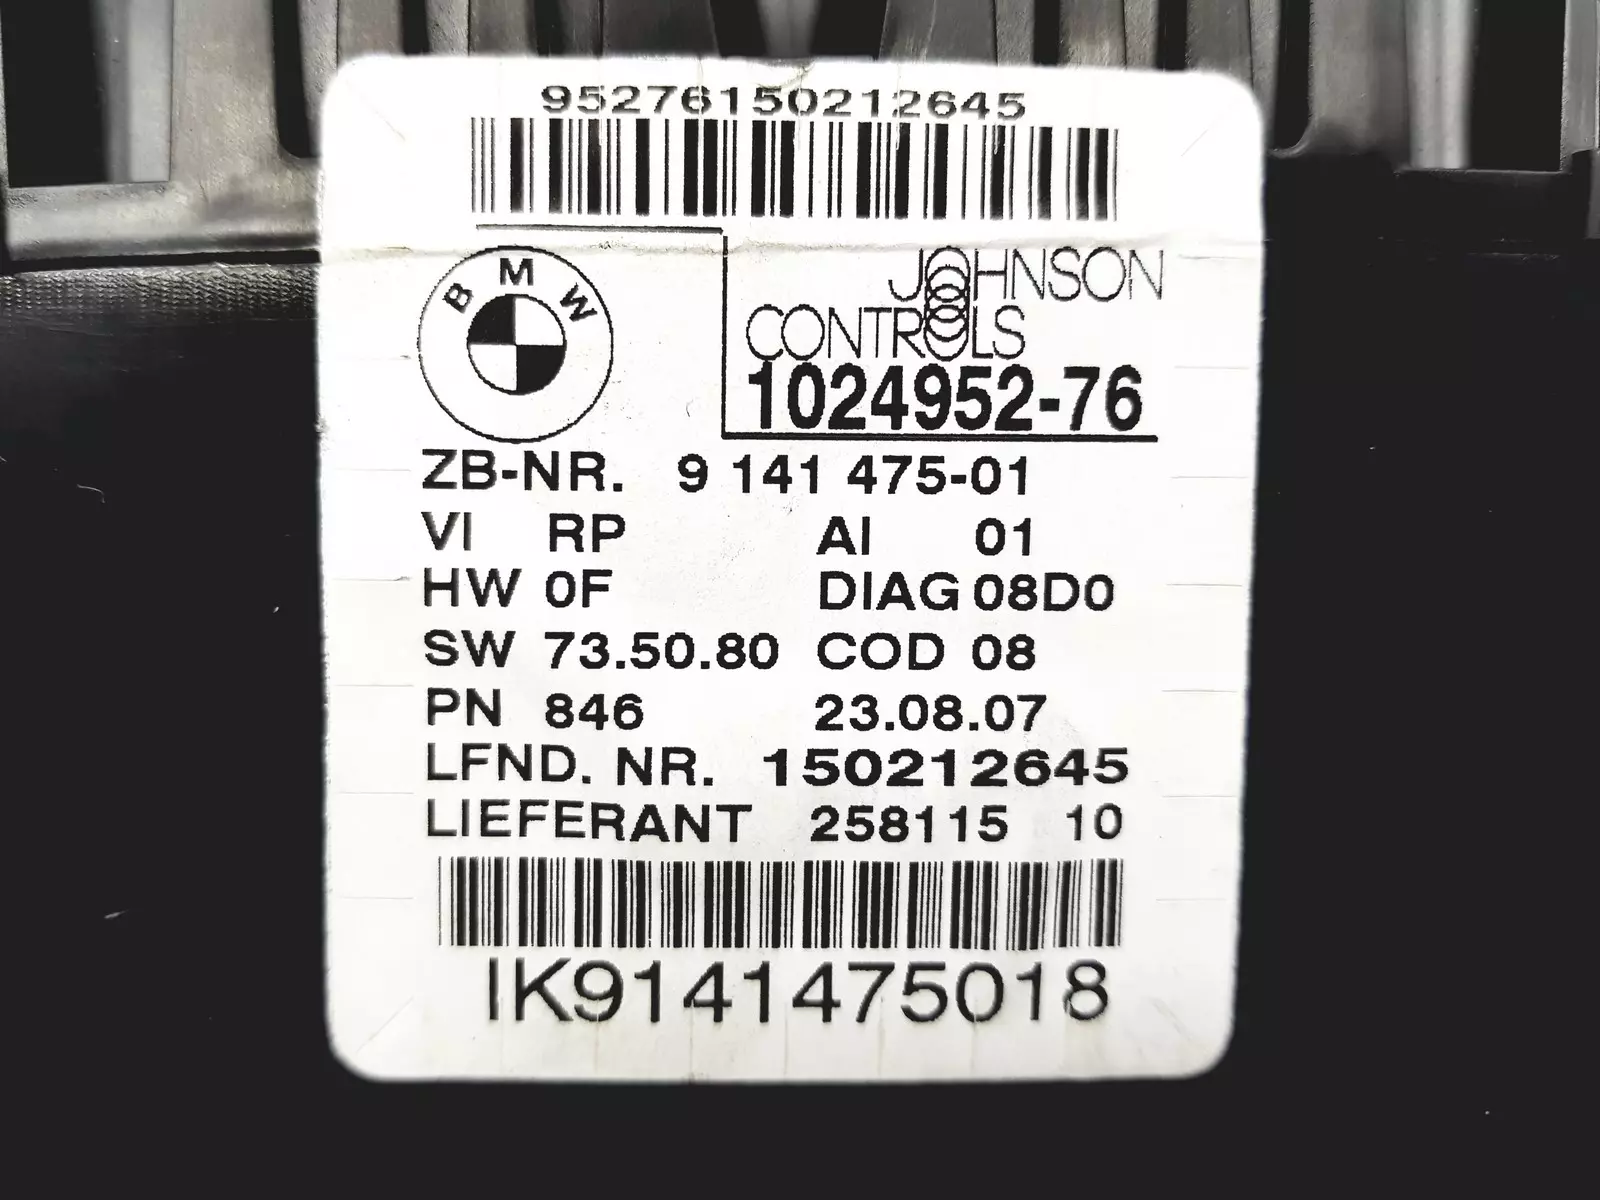 95276150212645
BMW
JOHNSON
CONTROLS
1024952-76
ZB-NR. 9 141 475-01
VI RP AI 01
HW 0F DIAG 08D0
SW 73.50.80 COD 08
PN 846 23.08.07
LFND. NR. 150212645
LIEFERANT 258115 10
IK9141475018